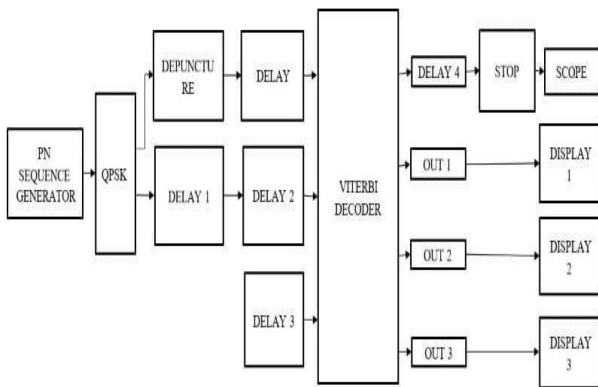 PN
SEQUENCE
GENERATOR
QPSK
DEPUNCTU
RE
DELAY
DELAY 1
DELAY 2
DELAY 3
VITERBI
DECODER
DELAY 4
STOP
SCOPE
OUT 1
DISPLAY
1
OUT 2
DISPLAY
2
OUT 3
DISPLAY
3